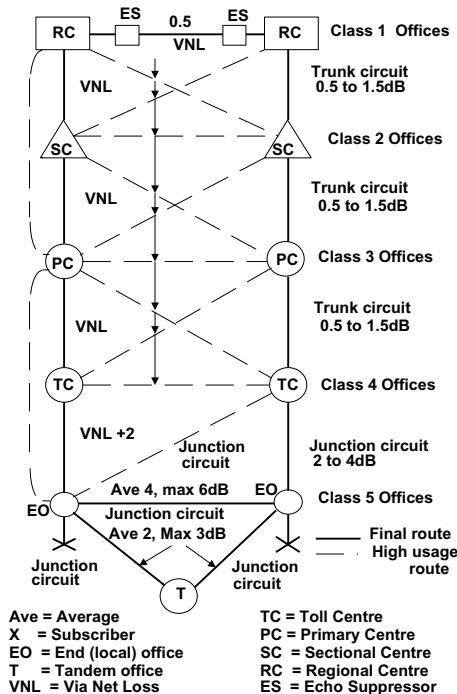 ES 0.5 ES
RC VNL RC Class 1 Offices
VNL
Trunk circuit
0.5 to 1.5dB
SC SC Class 2 Offices
VNL
Trunk circuit
0.5 to 1.5dB
PC PC Class 3 Offices
VNL
Trunk circuit
0.5 to 1.5dB
TC TC Class 4 Offices
VNL +2
Junction
circuit
Junction circuit
2 to 4dB
Ave 4, max 6dB
EO EO Class 5 Offices
Junction circuit
Ave 2, Max 3dB
Final route
High usage
route
Junction
circuit
Junction
circuit
T
Ave = Average
X = Subscriber
EO = End (local) office
T = Tandem office
VNL = Via Net Loss
TC = Toll Centre
PC = Primary Centre
SC = Sectional Centre
RC = Regional Centre
ES = Echo Suppressor